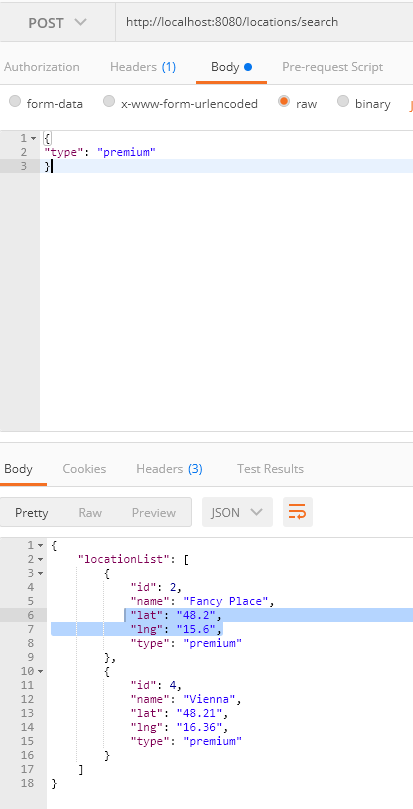 POST http://localhost:8080/locations/search
Authorization Headers (1) Body Pre-request Script
form-data x-www-form-urlencoded raw binary
1 {
2 "type": "premium"
3 }
Body Cookies Headers (3) Test Results
Pretty Raw Preview JSON
1 {
2 "locationList": [
3 {
4 "id": 2,
5 "name": "Fancy Place",
6 "lat": "48.2",
7 "lng": "15.6",
8 "type": "premium"
9 },
10 {
11 "id": 4,
12 "name": "Vienna",
13 "lat": "48.21",
14 "lng": "16.36",
15 "type": "premium"
16 }
17 ]
18 }